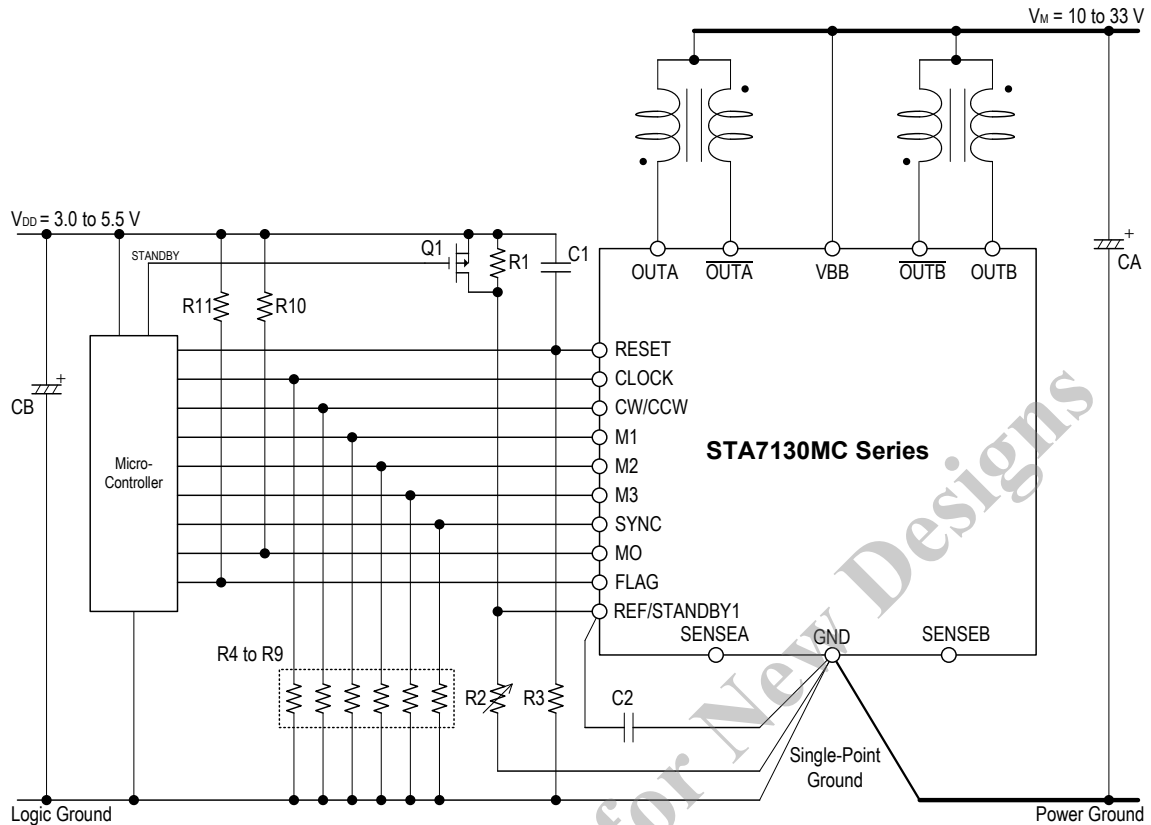 VM = 10 to 33 V
VDD = 3.0 to 5.5 V
STANDBY
Q1
R1
C1
OUTA
OUTA
VBB
OUTB
OUTB
CA
+
R11
R10
CB
+
Micro-
Controller
RESET
CLOCK
CW/CCW
M1
M2
M3
SYNC
MO
FLAG
REF/STANDBY1
STA7130MC Series
SENSEA
GND
SENSEB
R4 to R9
R2
R3
C2
Single-Point
Ground
Logic Ground
Power Ground
for New Designs